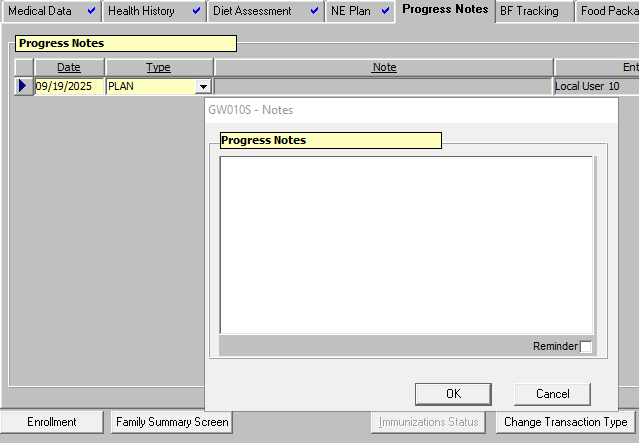 Medical Data Health History Diet Assessment NE Plan Progress Notes BF Tracking Food Packa
Progress Notes
Date Type Note Ent
09/19/2025 PLAN Local User 10
GW010S - Notes
Progress Notes
Reminder
OK Cancel
Enrollment Family Summary Screen Immunizations Status Change Transaction Type